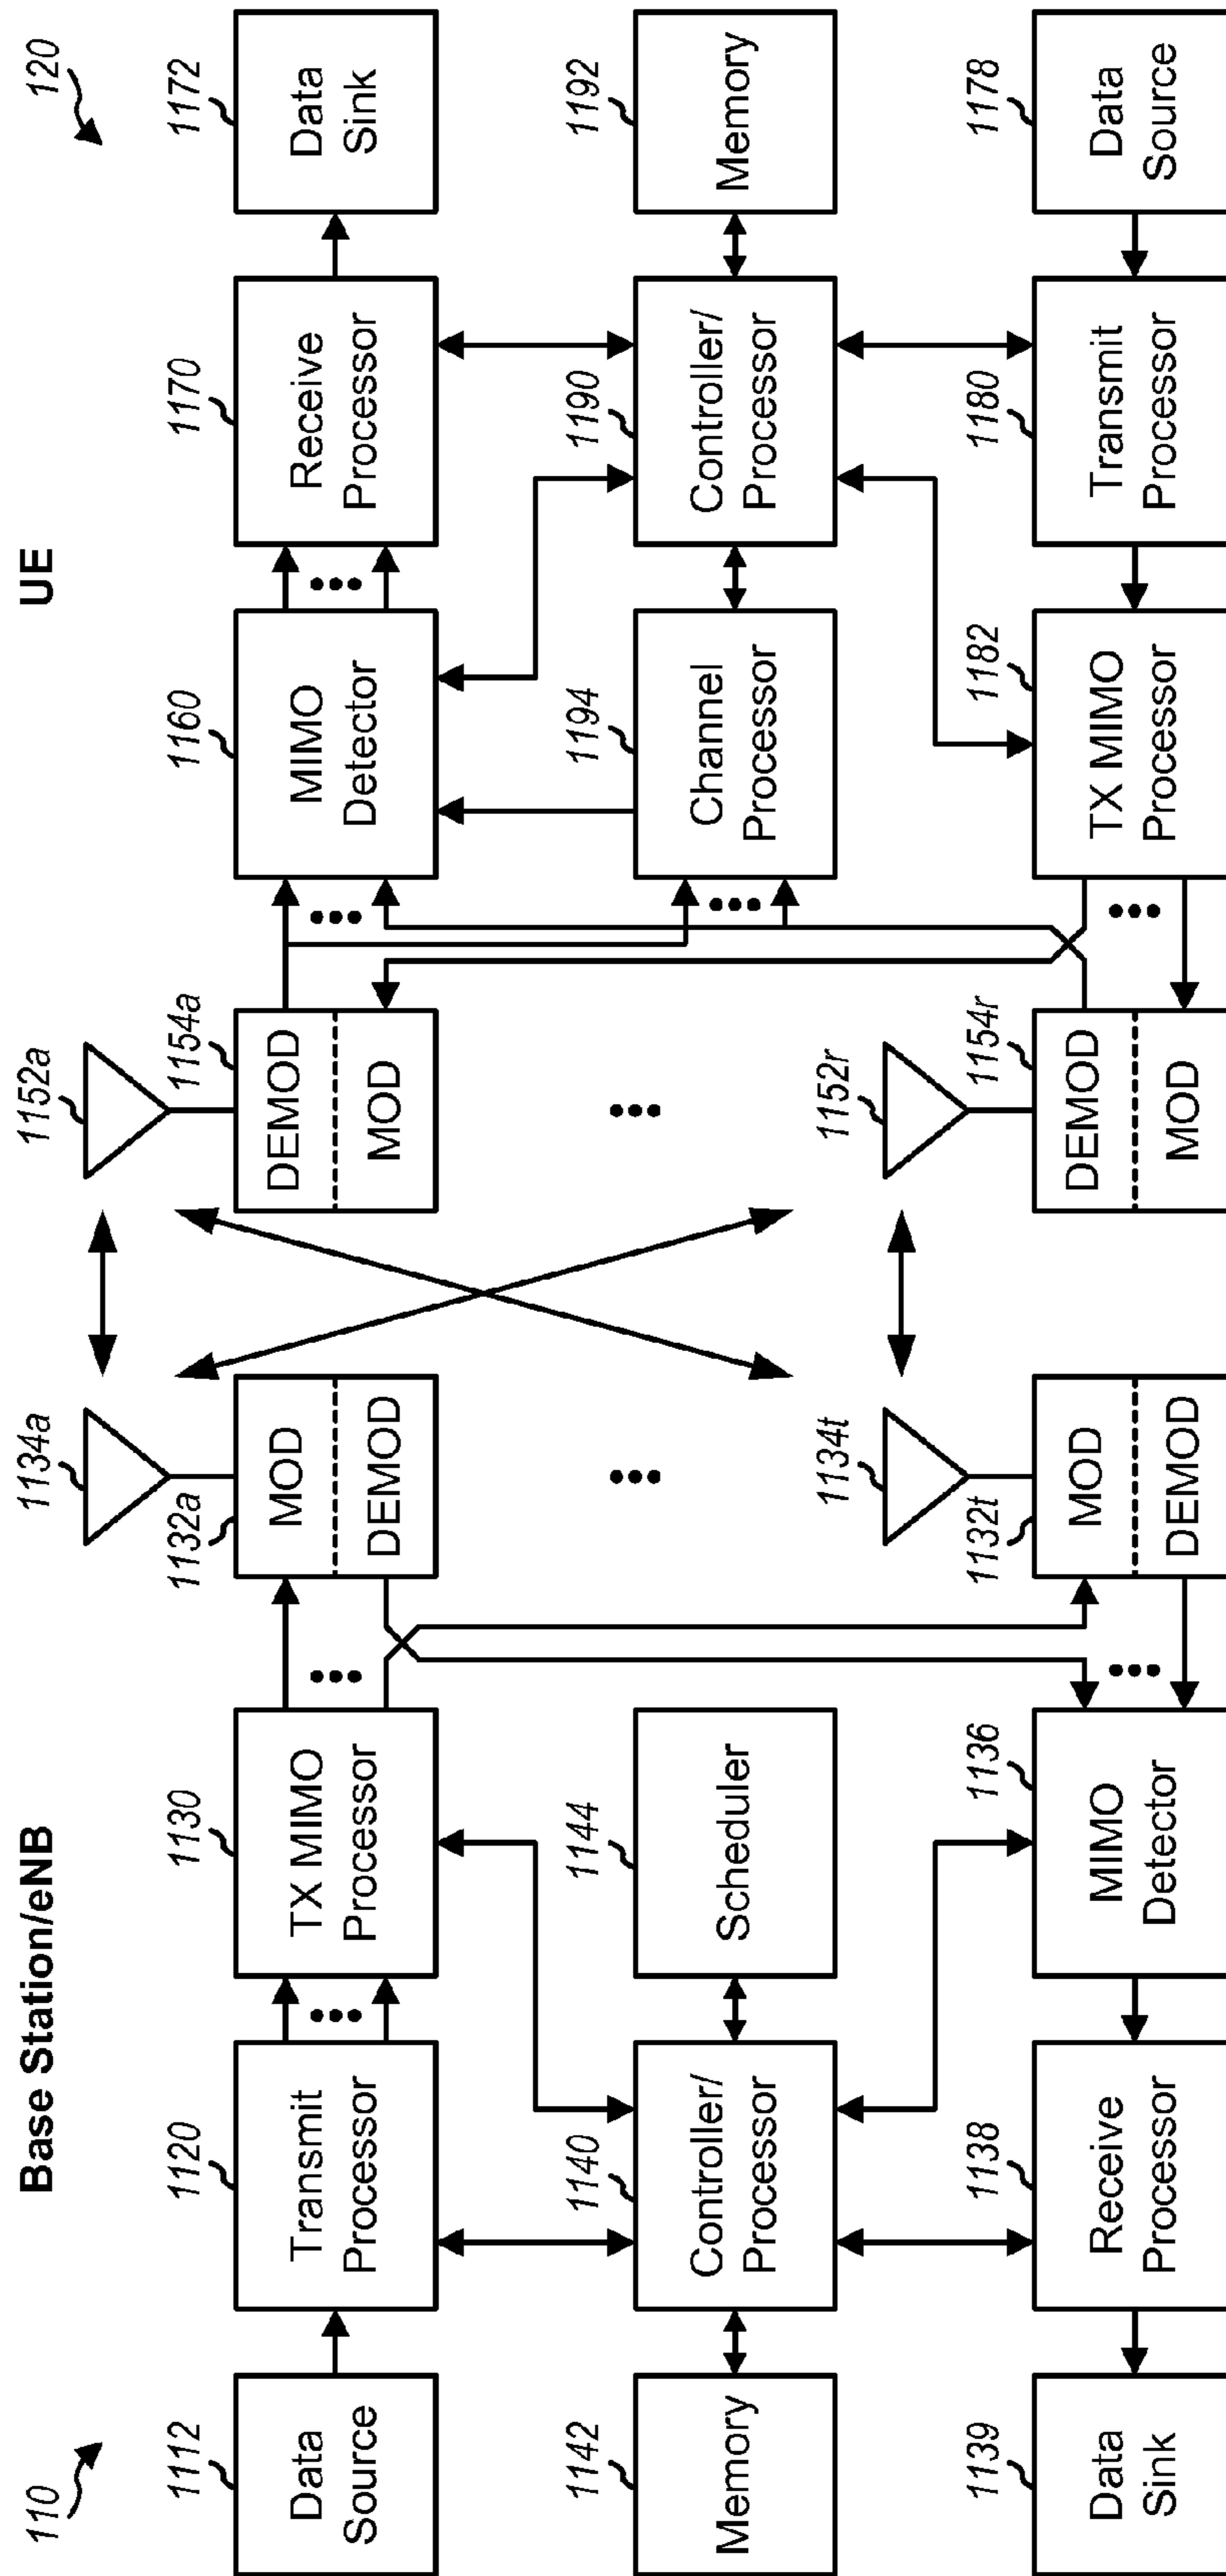 Base Station/eNB
UE
110
120
1112
Data
Source
1120
Transmit
Processor
1130
TX MIMO
Processor
1132a
MOD
DEMOD
1134a
1152a
1154a
DEMOD
MOD
1160
MIMO
Detector
1170
Receive
Processor
1172
Data
Sink
1142
Memory
1140
Controller/
Processor
1144
Scheduler
1194
Channel
Processor
1190
Controller/
Processor
1192
Memory
1139
Data
Sink
1138
Receive
Processor
1136
MIMO
Detector
1132t
MOD
DEMOD
1134t
1152r
1154r
DEMOD
MOD
1182
TX MIMO
Processor
1180
Transmit
Processor
1178
Data
Source